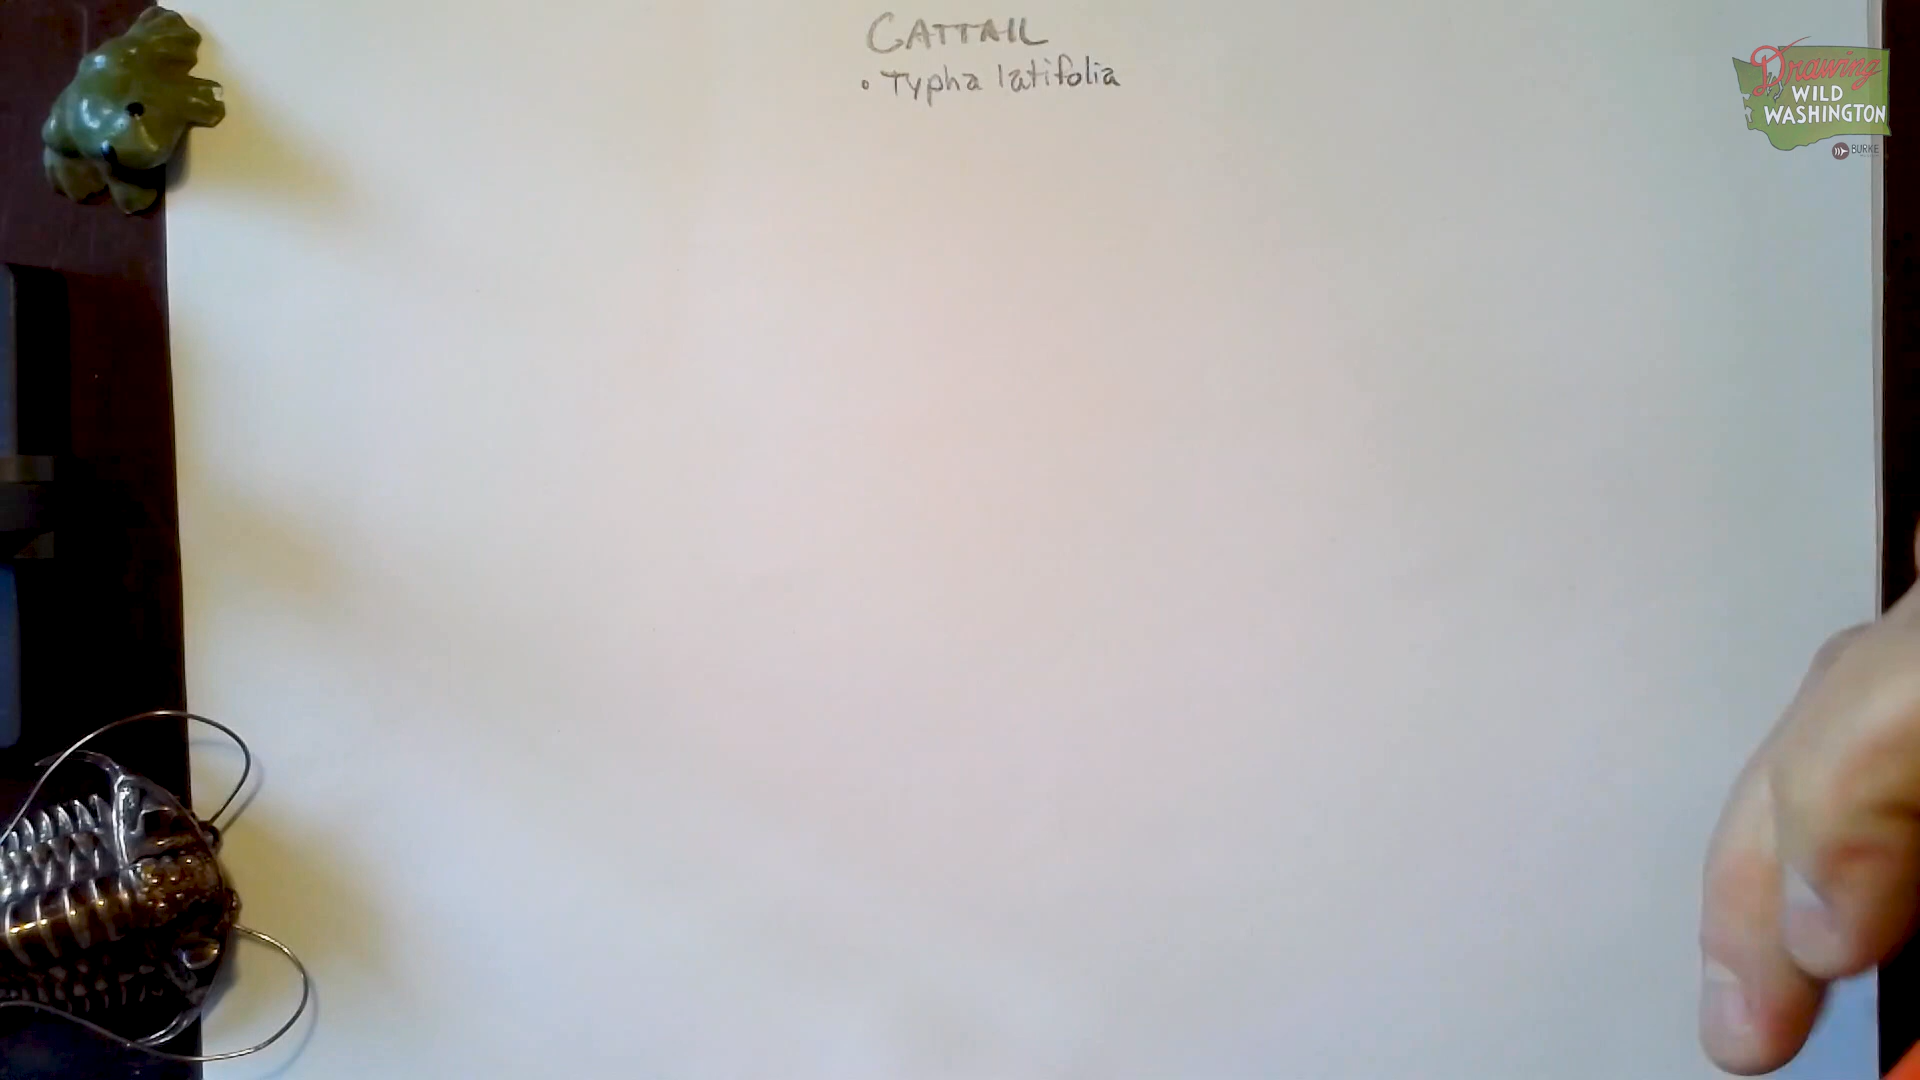 CATTAIL
• Typha latifolia
Drawing
WILD
WASHINGTON
BURKE